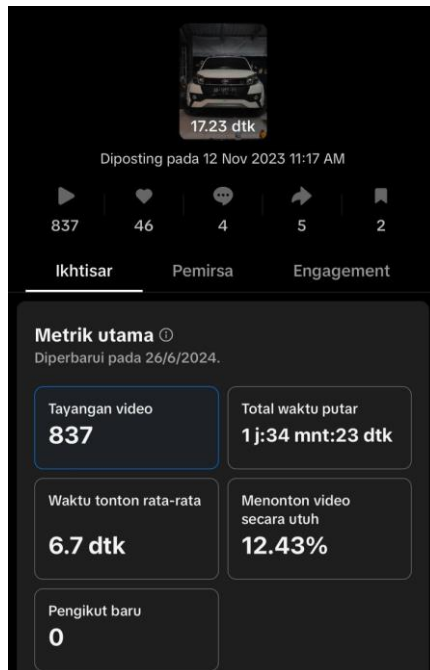 17.23 dtk
Diposting pada 12 Nov 2023 11:17 AM
837 46 4 5 2
Ikhtisar Pemirsa Engagement
Metrik utama
Diperbarui pada 26/6/2024.
Tayangan video
837
Total waktu putar
1 j:34 mnt:23 dtk
Waktu tonton rata-rata
6.7 dtk
Menonton video
secara utuh
12.43%
Pengikut baru
0